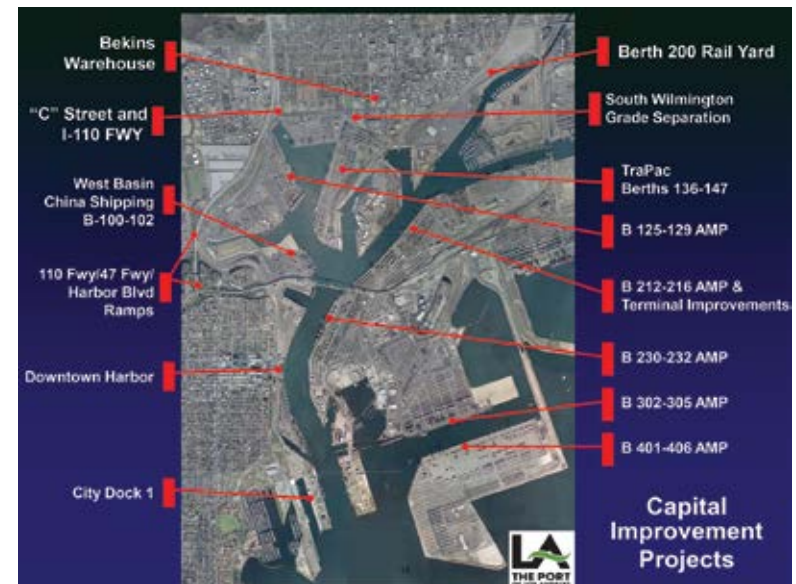 Bekins
Warehouse
"C" Street and
I-110 FWY
West Basin
China Shipping
B-100-102
110 Fwy/47 Fwy/
Harbor Blvd
Ramps
Downtown Harbor
City Dock 1
Berth 200 Rail Yard
South Wilmington
Grade Separation
TraPac
Berths 136-147
B 125-129 AMP
B 212-216 AMP &
Terminal Improvements
B 230-232 AMP
B 302-305 AMP
B 401-406 AMP
Capital
Improvement
Projects
LA
THE PORT